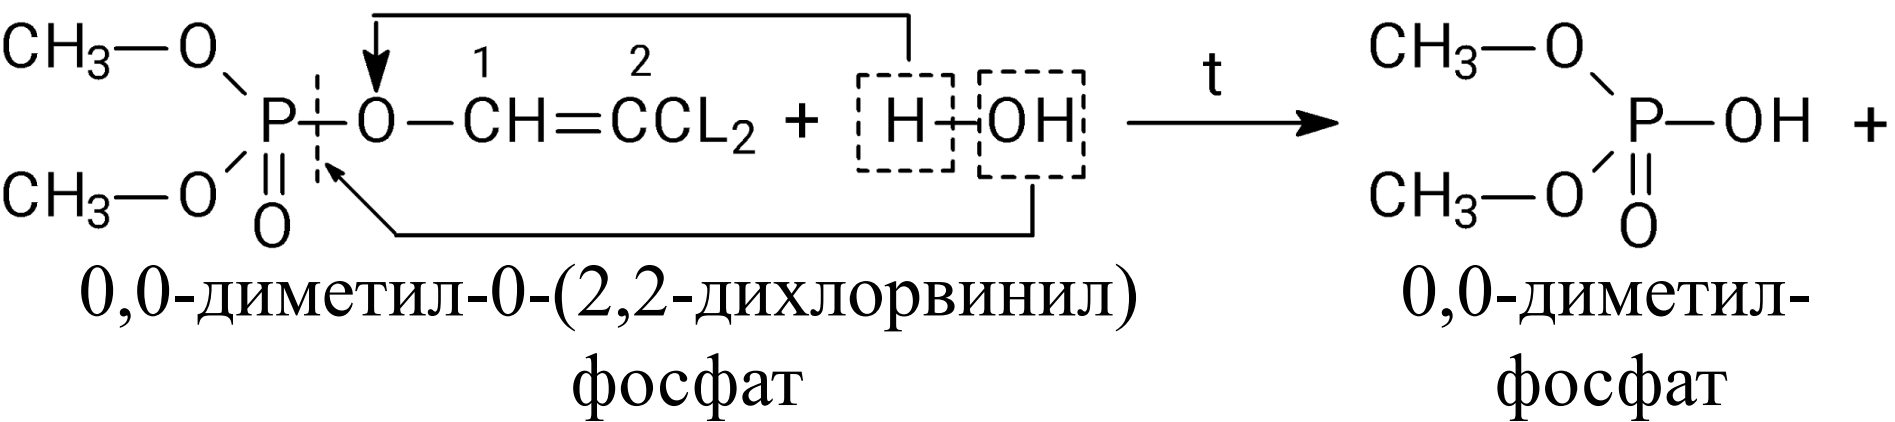 CH₃—O 1 2 t CH₃—O
P—O—CH=CCL₂ + H—OH P—OH +
CH₃—O O CH₃—O O
0,0-диметил-0-(2,2-дихлорвинил) 0,0-диметил-
фосфат фосфат